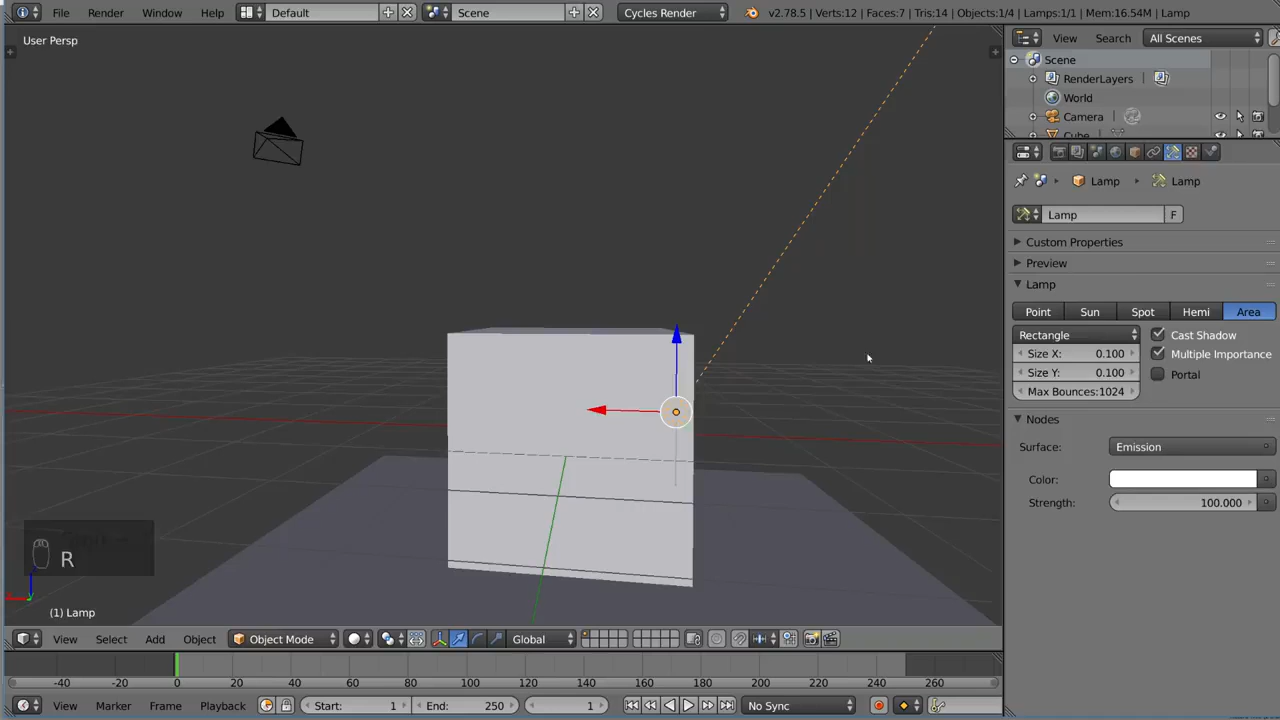 File Render Window Help Default Scene Cycles Render v2.78.5 | Verts:12 | Faces:7 | Tris:14 | Objects:1/4 | Lamps:1/1 | Mem:16.54M | Lamp
User Persp
View Search All Scenes
Scene
RenderLayers
World
Camera
Cube
Lamp Lamp
Lamp F
Custom Properties
Preview
Lamp
Point Sun Spot Hemi Area
Rectangle Cast Shadow
Size X: 0.100 Multiple Importance
Size Y: 0.100 Portal
Max Bounces:1024
Nodes
Surface: Emission
Color:
Strength: 100.000
R
(1) Lamp
View Select Add Object Object Mode Global
-40 -20 0 20 40 60 80 100 120 140 160 180 200 220 240 260
View Marker Frame Playback Start: 1 End: 250 1 No Sync